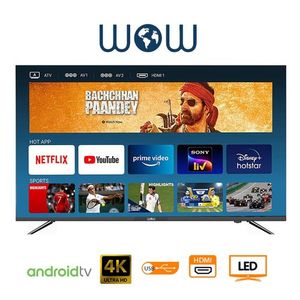 WOW
ATV AV1 AV2 HDMI 1
BACHCHHAN
PAANDEY
HOT APP
NETFLIX YouTube prime video SONY liv Disney+ hotstar
SPORTS
HIGHLIGHTS HIGHLIGHTS
androidtv 4K ULTRA HD USB HDMI LED